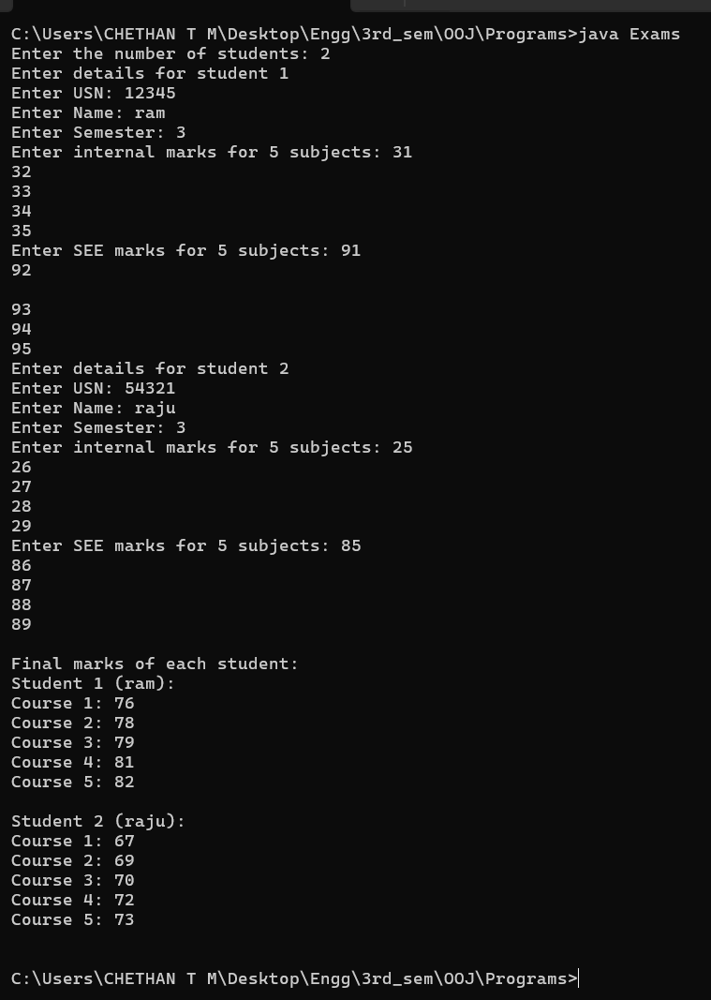 C:\Users\CHETHAN T M\Desktop\Engg\3rd_sem\OOJ\Programs>java Exams
Enter the number of students: 2
Enter details for student 1
Enter USN: 12345
Enter Name: ram
Enter Semester: 3
Enter internal marks for 5 subjects: 31
32
33
34
35
Enter SEE marks for 5 subjects: 91
92

93
94
95
Enter details for student 2
Enter USN: 54321
Enter Name: raju
Enter Semester: 3
Enter internal marks for 5 subjects: 25
26
27
28
29
Enter SEE marks for 5 subjects: 85
86
87
88
89

Final marks of each student:
Student 1 (ram):
Course 1: 76
Course 2: 78
Course 3: 79
Course 4: 81
Course 5: 82

Student 2 (raju):
Course 1: 67
Course 2: 69
Course 3: 70
Course 4: 72
Course 5: 73

C:\Users\CHETHAN T M\Desktop\Engg\3rd_sem\OOJ\Programs>